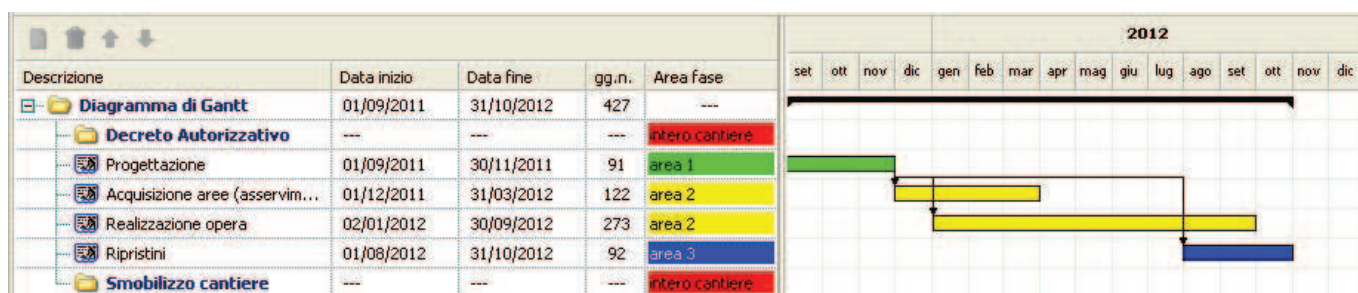 2012
Descrizione Data inizio Data fine gg.n. Area fase set ott nov dic gen feb mar apr mag giu lug ago set ott nov dic
Diagramma di Gantt 01/09/2011 31/10/2012 427 ---
Decreto Autorizzativo --- --- --- intero cantiere
Progettazione 01/09/2011 30/11/2011 91 area 1
Acquisizione aree (asservim... 01/12/2011 31/03/2012 122 area 2
Realizzazione opera 02/01/2012 30/09/2012 273 area 2
Ripristini 01/08/2012 31/10/2012 92 area 3
Smobilizzo cantiere --- --- --- intero cantiere